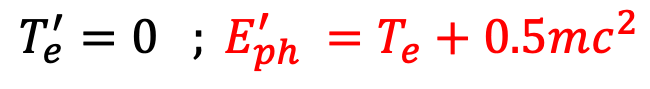 T′ₑ = 0 ; E′ₚₕ = Tₑ + 0.5mc²